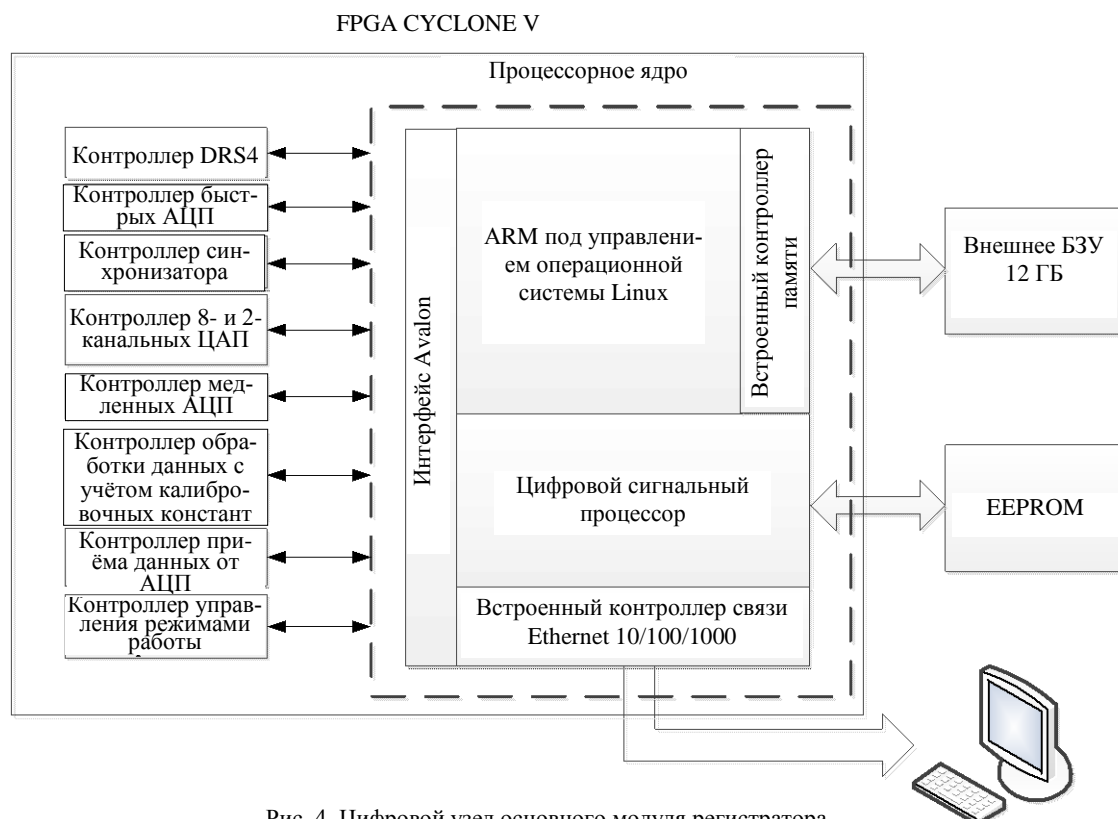 FPGA CYCLONE V
Процессорное ядро
Контроллер DRS4
Контроллер быст-
рых АЦП
Контроллер син-
хронизатора
Контроллер 8- и 2-
канальных ЦАП
Контроллер мед-
ленных АЦП
Контроллер обра-
ботки данных с
учётом калибро-
вочных констант
Контроллер при-
ёма данных от
АЦП
Контроллер управ-
ления режимами
работы
Интерфейс Avalon
ARM под управлени-
ем операционной
системы Linux
Встроенный контроллер
памяти
Цифровой сигнальный
процессор
Встроенный контроллер связи
Ethernet 10/100/1000
Внешнее БЗУ
12 ГБ
EEPROM
Рис. 4. Цифровой узел основного модуля регистратора